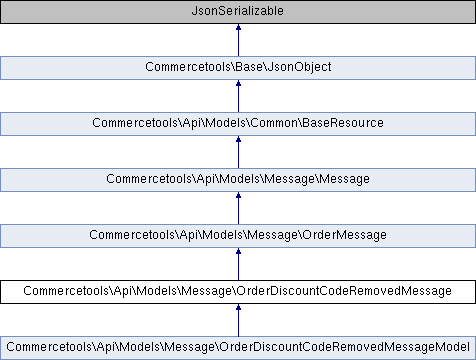 JsonSerializable
Commercetools\Base\JsonObject
Commercetools\Api\Models\Common\BaseResource
Commercetools\Api\Models\Message\Message
Commercetools\Api\Models\Message\OrderMessage
Commercetools\Api\Models\Message\OrderDiscountCodeRemovedMessage
Commercetools\Api\Models\Message\OrderDiscountCodeRemovedMessageModel